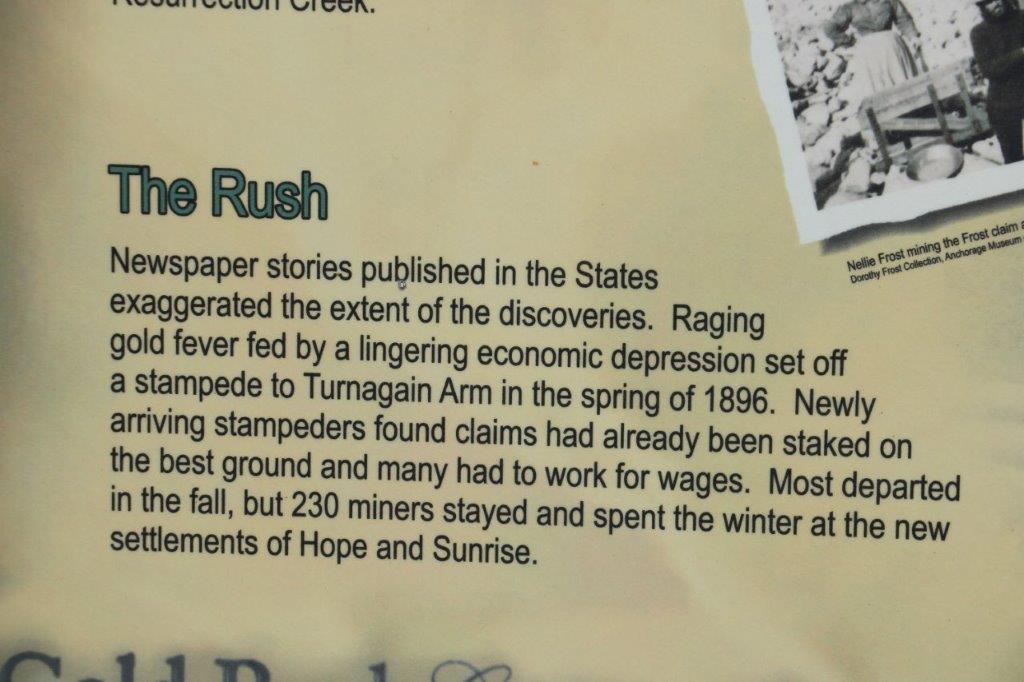 Resurrection Creek.
The Rush
Newspaper stories published in the States
exaggerated the extent of the discoveries. Raging
gold fever fed by a lingering economic depression set off
a stampede to Turnagain Arm in the spring of 1896. Newly
arriving stampeders found claims had already been staked on
the best ground and many had to work for wages. Most departed
in the fall, but 230 miners stayed and spent the winter at the new
settlements of Hope and Sunrise.
Nellie Frost mining the Frost claim
Dorothy Frost Collection, Anchorage Museum
Gold